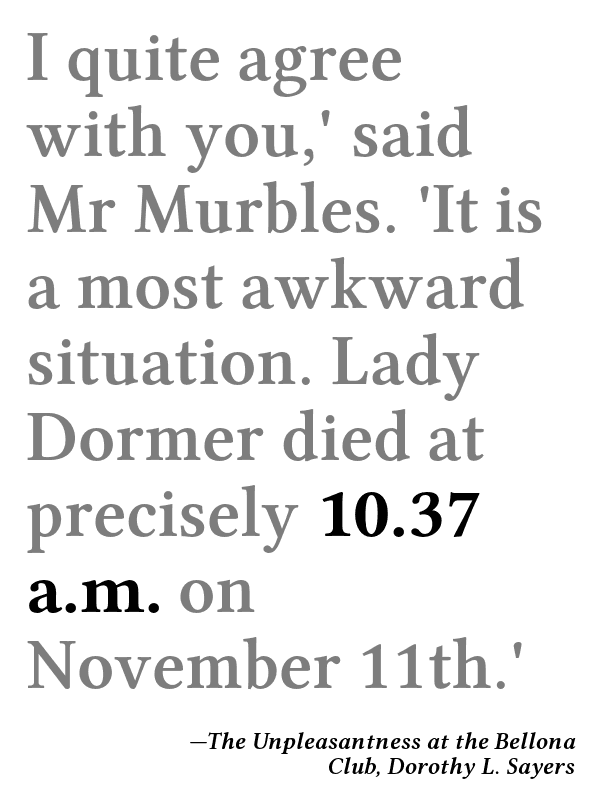 I quite agree
with you,' said
Mr Murbles. 'It is
a most awkward
situation. Lady
Dormer died at
precisely 10.37
a.m. on
November 11th.'
—The Unpleasantness at the Bellona
Club, Dorothy L. Sayers